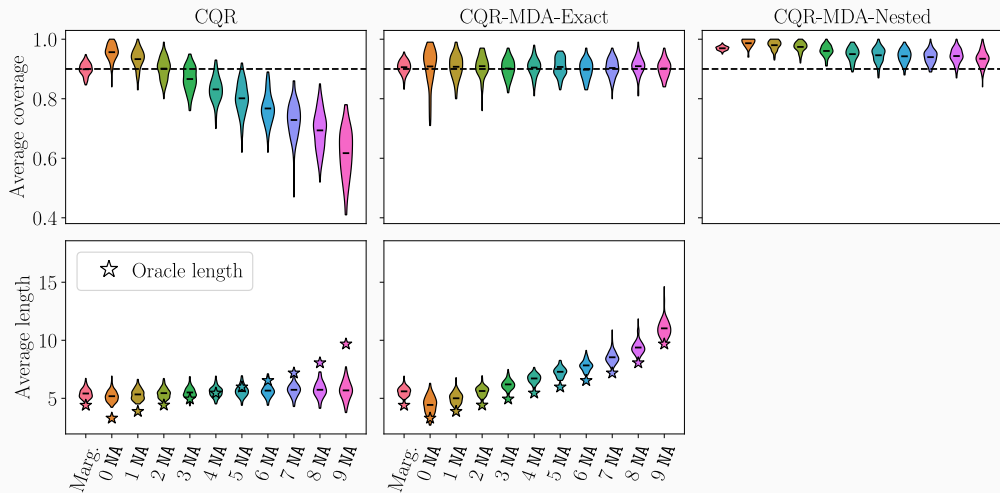 CQR
CQR-MDA-Exact
CQR-MDA-Nested
Average coverage
1.0
0.8
0.6
0.4
Average length
15
10
5
Oracle length
Marg.
0 NA
1 NA
2 NA
3 NA
4 NA
5 NA
6 NA
7 NA
8 NA
9 NA
Marg.
0 NA
1 NA
2 NA
3 NA
4 NA
5 NA
6 NA
7 NA
8 NA
9 NA